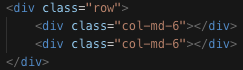 <div class="row">
    <div class="col-md-6"></div>
    <div class="col-md-6"></div>
</div>